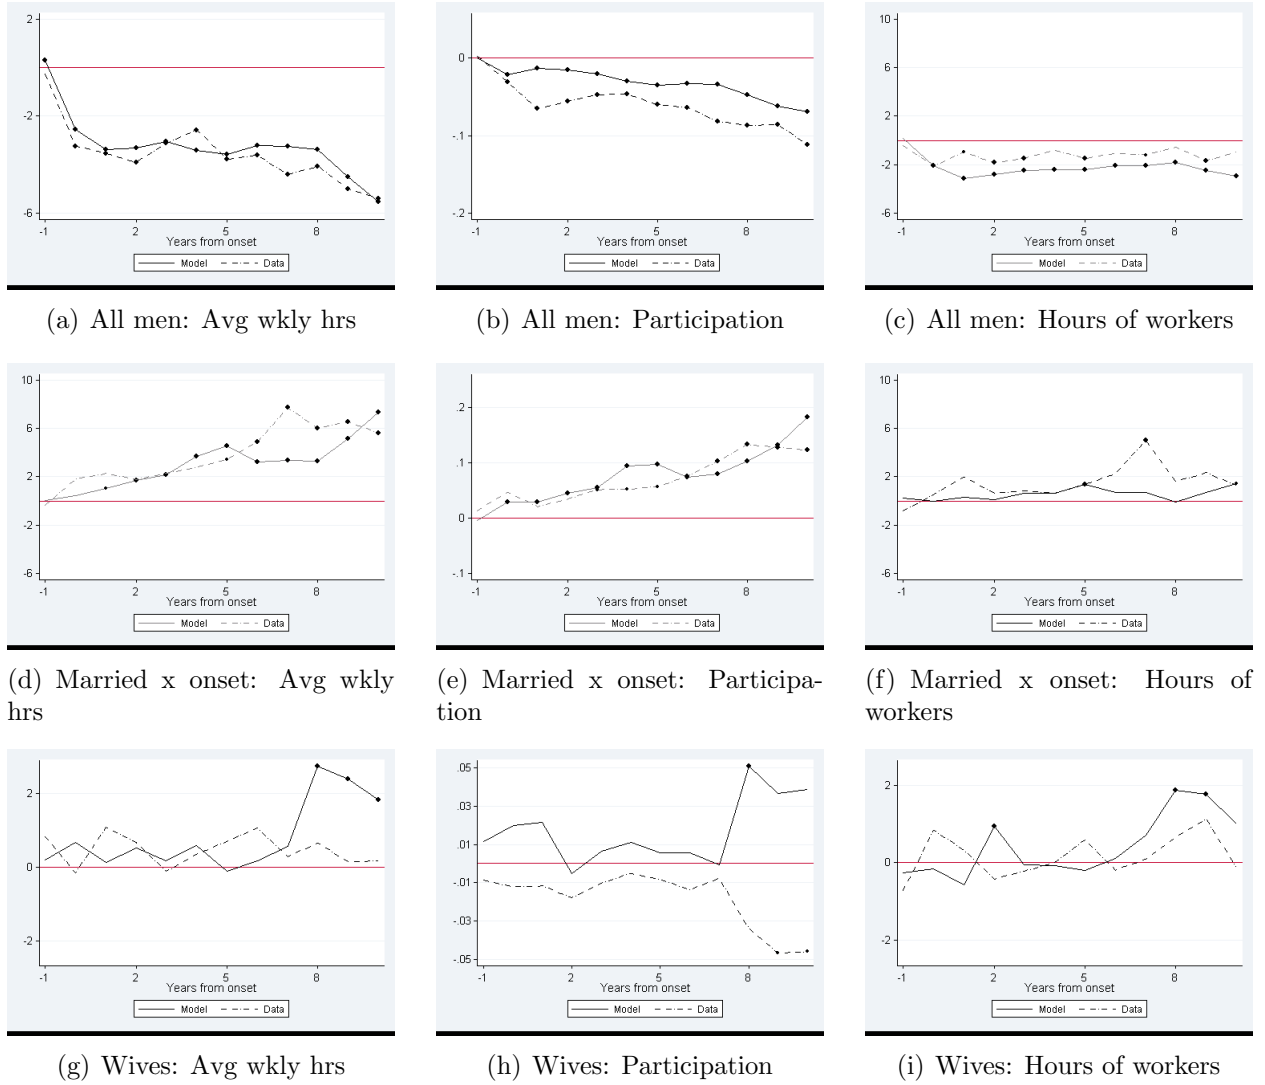 2
-2
-6
-1
2
5
8
Years from onset
Model
Data
(a) All men: Avg wkly hrs
0
-.1
-.2
-1
2
5
8
Years from onset
Model
Data
(b) All men: Participation
10
6
2
-2
-6
-1
2
5
8
Years from onset
Model
Data
(c) All men: Hours of workers
10
6
2
-2
-6
-1
2
5
8
Years from onset
Model
Data
(d) Married x onset: Avg wkly
hrs
.2
.1
0
-.1
-1
2
5
8
Years from onset
Model
Data
(e) Married x onset: Participa-
tion
10
6
2
-2
-6
-1
2
5
8
Years from onset
Model
Data
(f) Married x onset: Hours of
workers
2
0
-2
-1
2
5
8
Years from onset
Model
Data
(g) Wives: Avg wkly hrs
.05
.03
.01
-.01
-.03
-.05
-1
2
5
8
Years from onset
Model
Data
(h) Wives: Participation
2
0
-2
-1
2
5
8
Years from onset
Model
Data
(i) Wives: Hours of workers